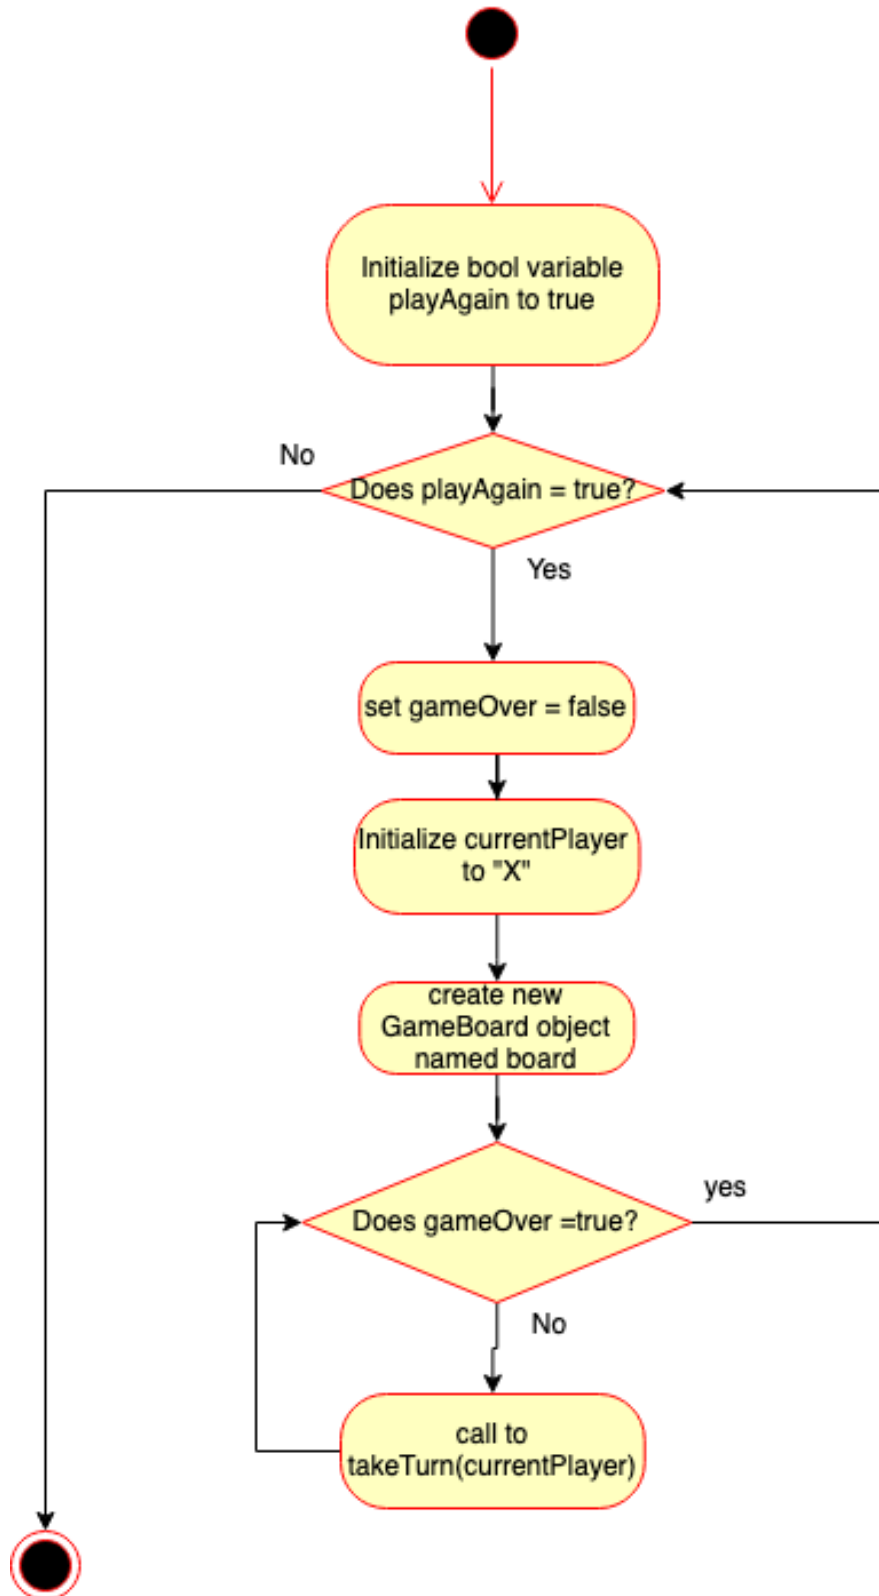 Initialize bool variable
playAgain to true
No
Does playAgain = true?
Yes
set gameOver = false
Initialize currentPlayer
to "X"
create new
GameBoard object
named board
yes
Does gameOver =true?
No
call to
takeTurn(currentPlayer)